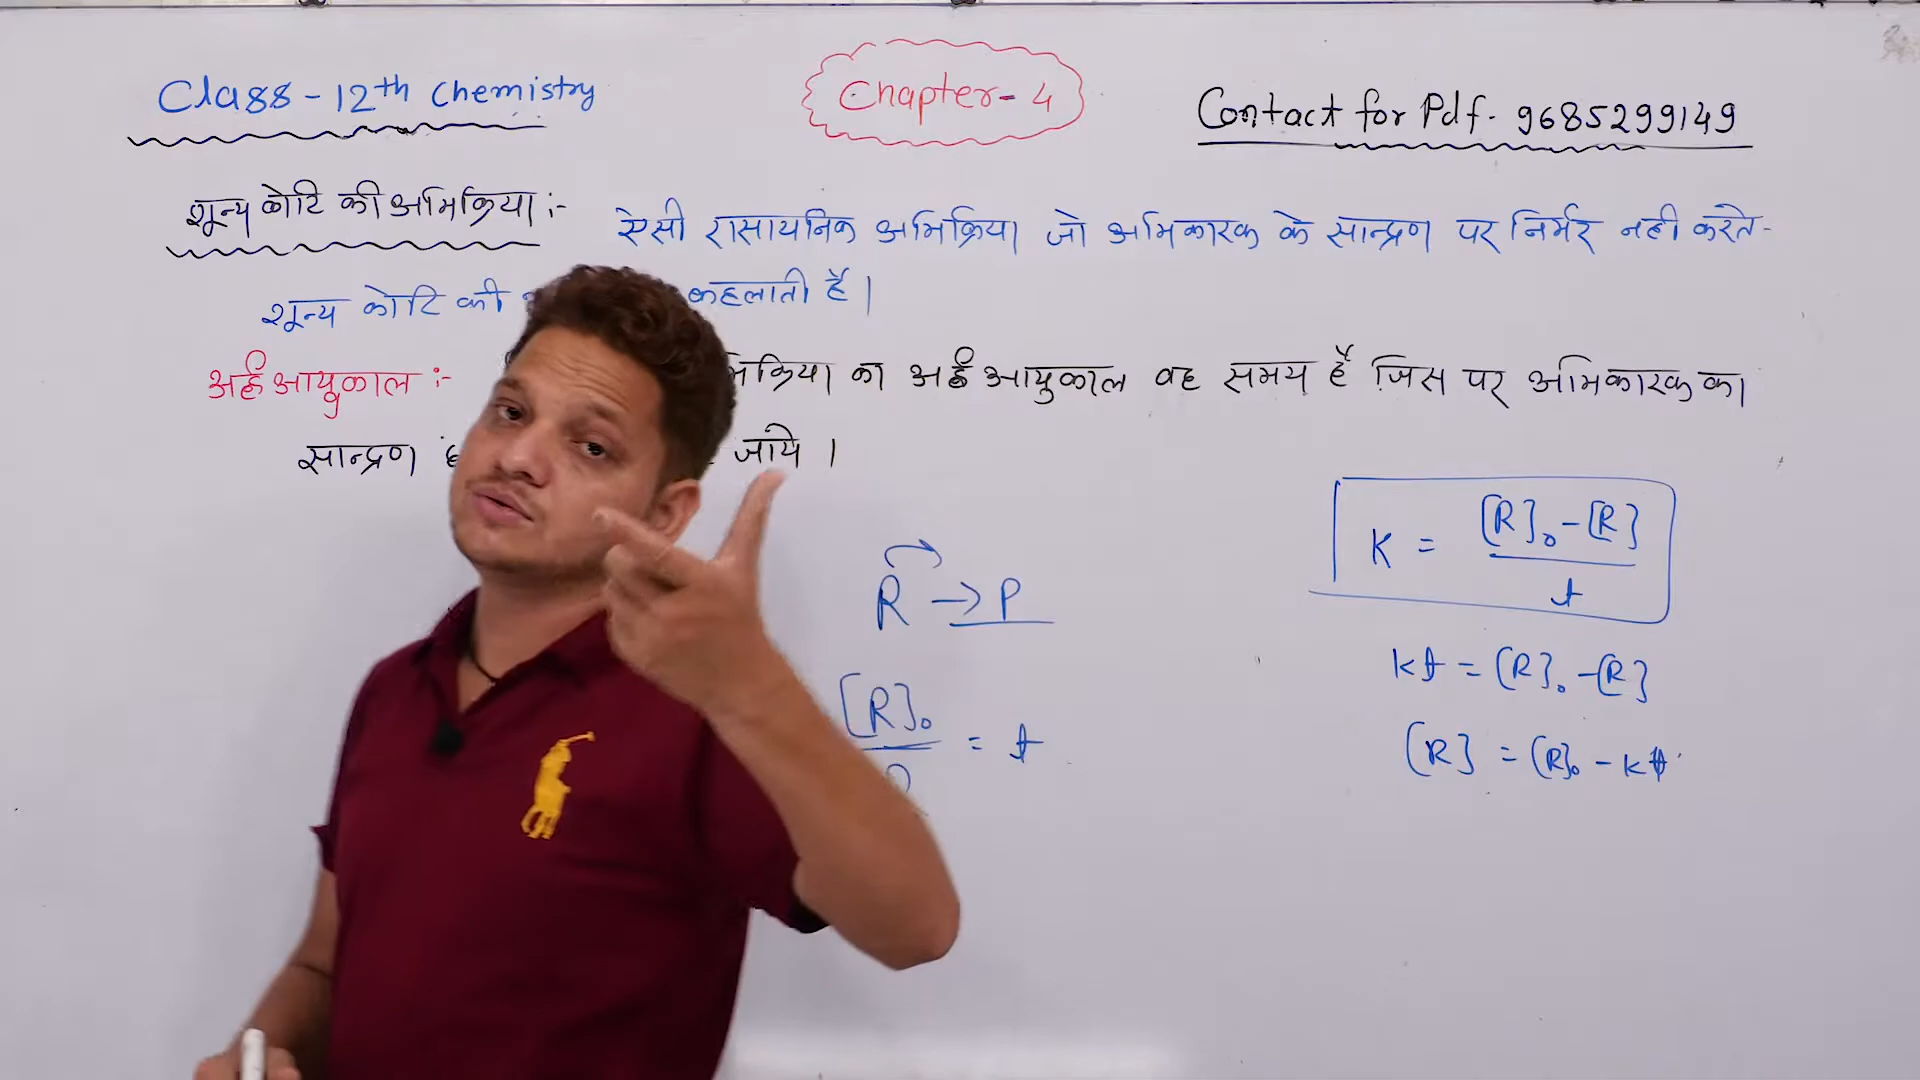 Class - 12th Chemistry
Chapter - 4
Contact for Pdf - 9685299149
शून्य कोटि की अभिक्रिया :-
ऐसी रासायनिक अभिक्रिया जो अभिकारक के सान्द्रण पर निर्भर नही करते -
शून्य कोटि की कहलाती है ।
अर्द्ध आयुकाल :-
का अर्द्ध आयुकाल वह समय है जिस पर अभिकारक का
सान्द्रण जाये ।
R → P
[R]₀ = t
K = [R]₀ - [R] / t
kt = [R]₀ - [R]
[R] = [R]₀ - kt